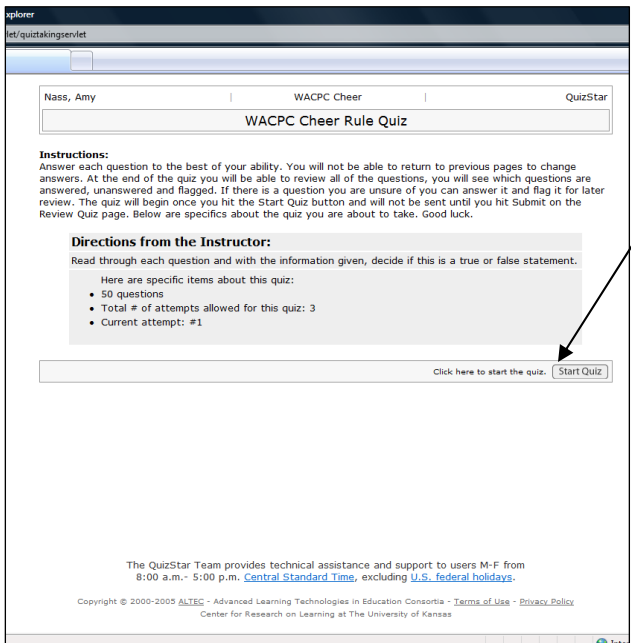 xplorer
let/quiztakingservlet
Nass, Amy | WACPC Cheer | QuizStar
WACPC Cheer Rule Quiz
Instructions:
Answer each question to the best of your ability. You will not be able to return to previous pages to change
answers. At the end of the quiz you will be able to review all of the questions, you will see which questions are
answered, unanswered and flagged. If there is a question you are unsure of you can answer it and flag it for later
review. The quiz will begin once you hit the Start Quiz button and will not be sent until you hit Submit on the
Review Quiz page. Below are specifics about the quiz you are about to take. Good luck.
Directions from the Instructor:
Read through each question and with the information given, decide if this is a true or false statement.
Here are specific items about this quiz:
• 50 questions
• Total # of attempts allowed for this quiz: 3
• Current attempt: #1
Click here to start the quiz. Start Quiz
The QuizStar Team provides technical assistance and support to users M-F from
8:00 a.m.- 5:00 p.m. Central Standard Time, excluding U.S. federal holidays.
Copyright © 2000-2005 ALTEC - Advanced Learning Technologies in Education Consortia - Terms of Use - Privacy Policy
Center for Research on Learning at The University of Kansas